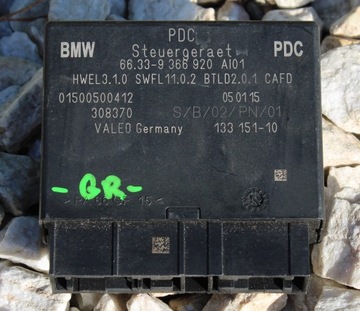 PDC
BMW Steuergeraet PDC
66.33-9 366 920 AI01
HWEL3.1.0 SWFL11.0.2 BTLD2.0.1 CAFD
01500500412 050115
308370 S/B/02/PN/01
VALEO Germany 133 151-10
-GR-